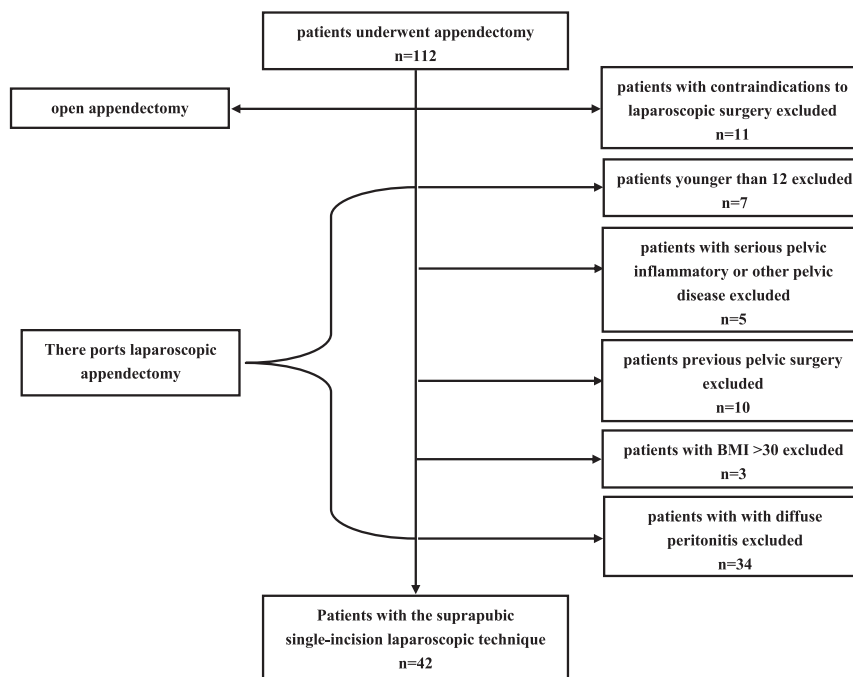 patients underwent appendectomy
n=112
open appendectomy
patients with contraindications to
laparoscopic surgery excluded
n=11
patients younger than 12 excluded
n=7
patients with serious pelvic
inflammatory or other pelvic
disease excluded
n=5
There ports laparoscopic
appendectomy
patients previous pelvic surgery
excluded
n=10
patients with BMI >30 excluded
n=3
patients with with diffuse
peritonitis excluded
n=34
Patients with the suprapubic
single-incision laparoscopic technique
n=42